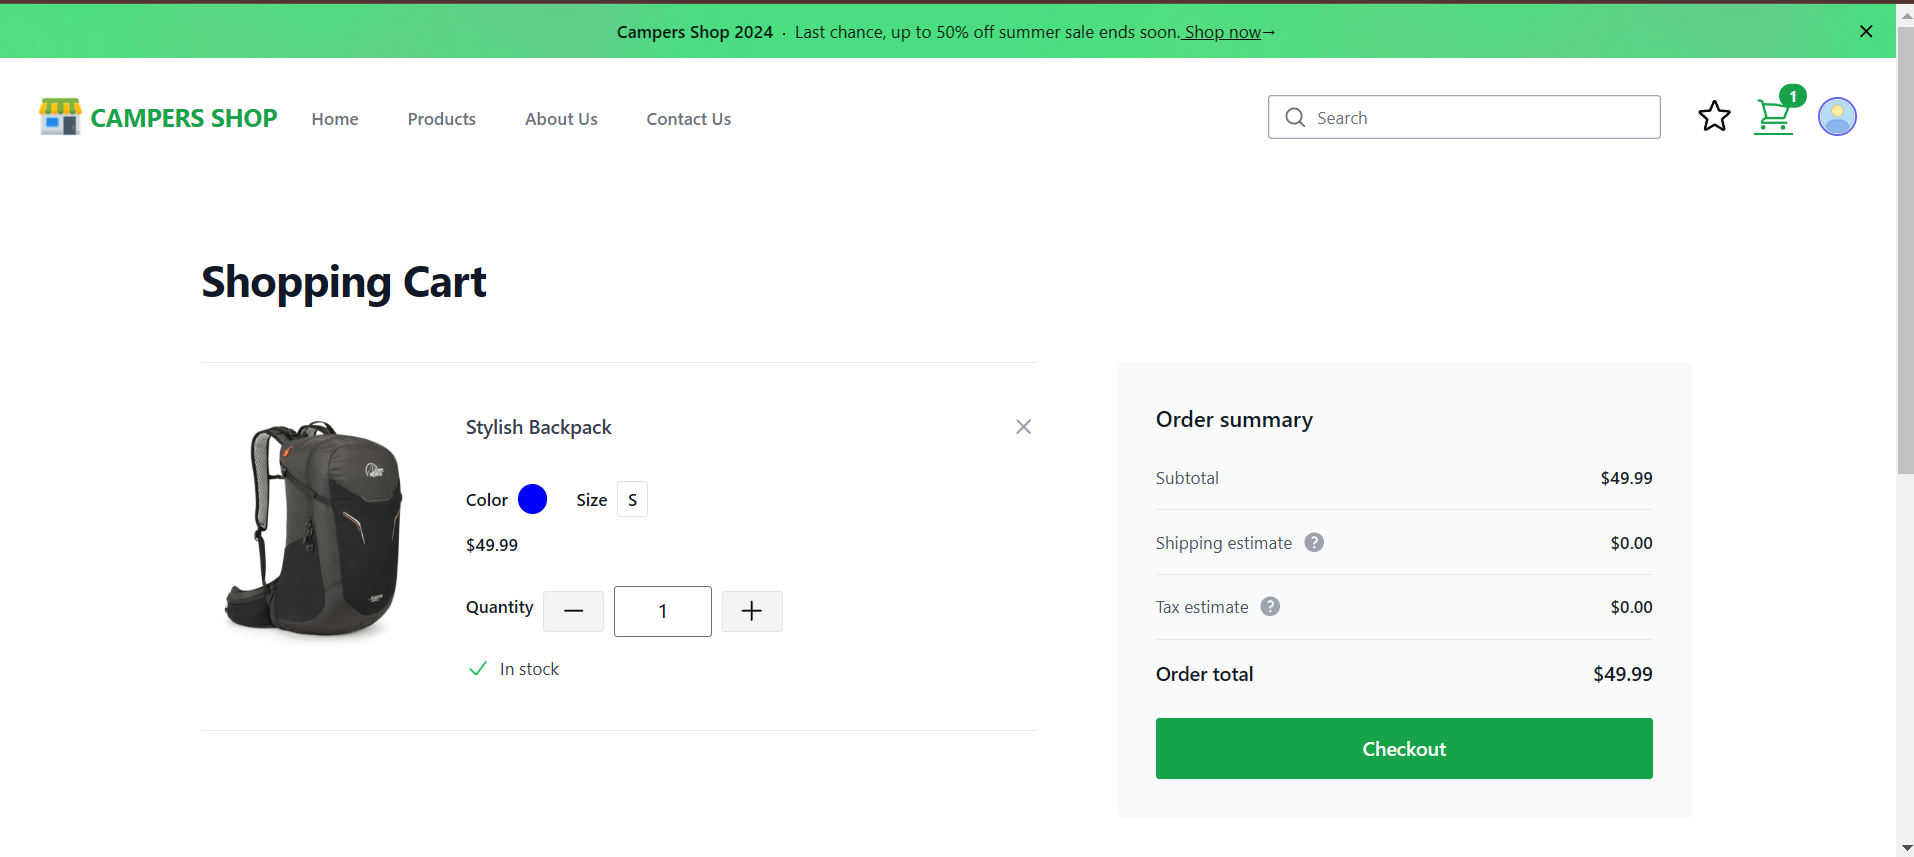 Campers Shop 2024 · Last chance, up to 50% off summer sale ends soon. Shop now→
CAMPERS SHOP
Home
Products
About Us
Contact Us
Search
1
Shopping Cart
Stylish Backpack
Color
Size
S
$49.99
Quantity
1
In stock
Order summary
Subtotal $49.99
Shipping estimate ? $0.00
Tax estimate ? $0.00
Order total $49.99
Checkout